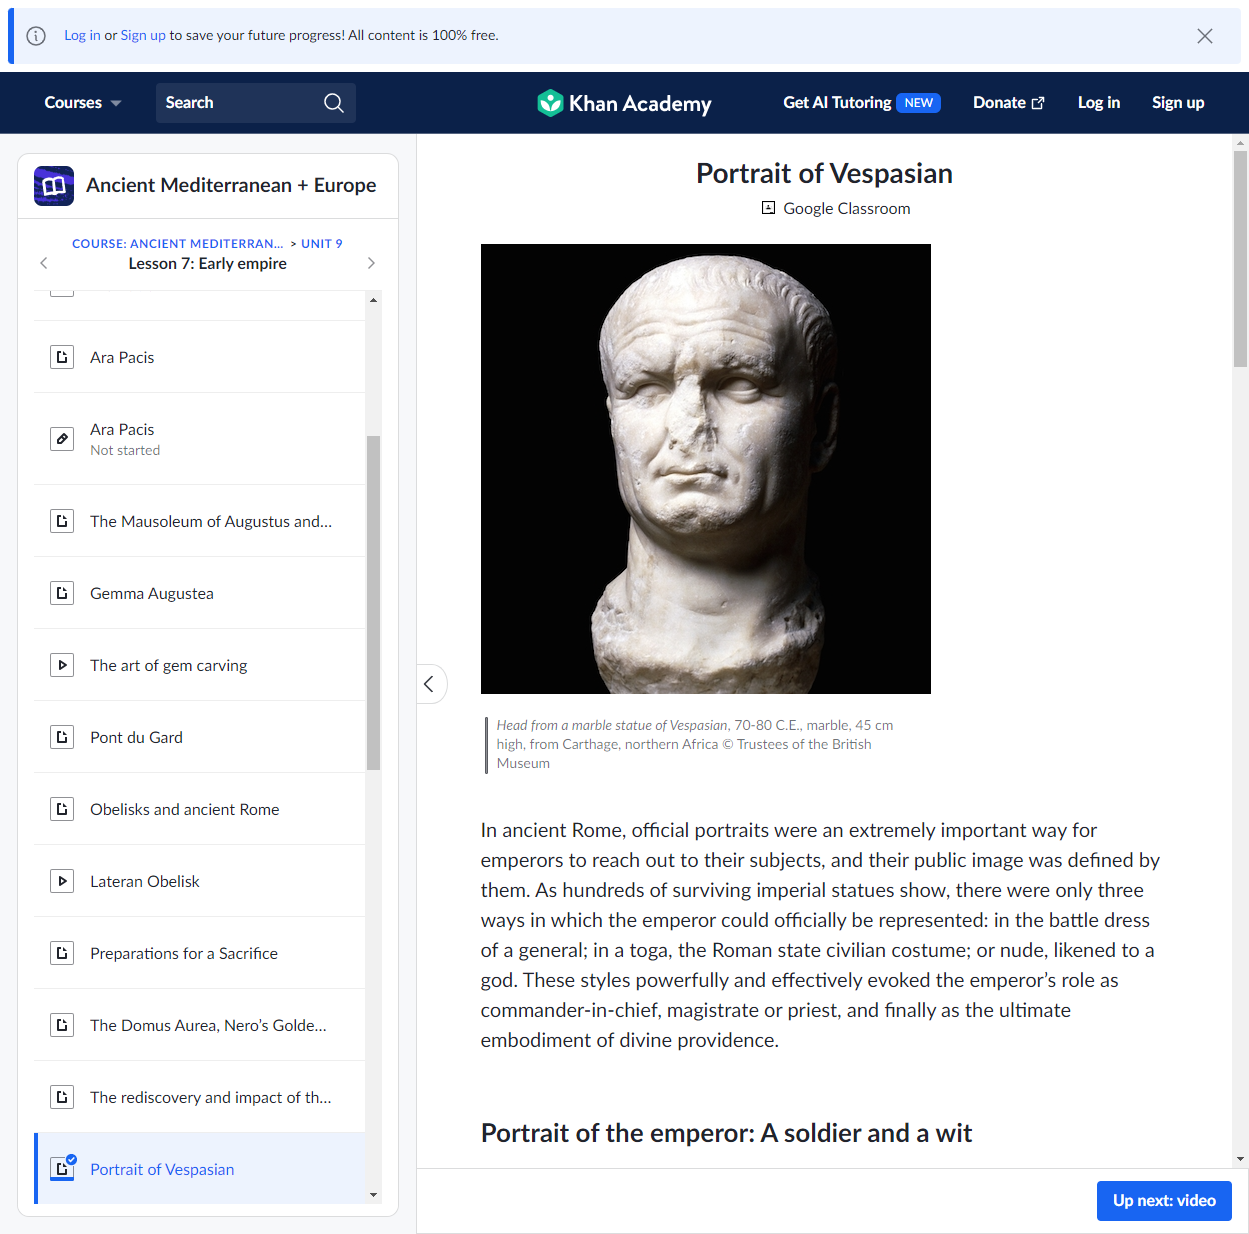 Log in or Sign up to save your future progress! All content is 100% free.
Courses
Search
Khan Academy
Get AI Tutoring NEW
Donate
Log in
Sign up
Ancient Mediterranean + Europe
COURSE: ANCIENT MEDITERRAN... > UNIT 9
Lesson 7: Early empire
Ara Pacis
Ara Pacis
Not started
The Mausoleum of Augustus and...
Gemma Augustea
The art of gem carving
Pont du Gard
Obelisks and ancient Rome
Lateran Obelisk
Preparations for a Sacrifice
The Domus Aurea, Nero’s Golde...
The rediscovery and impact of th...
Portrait of Vespasian
Portrait of Vespasian
Google Classroom
Head from a marble statue of Vespasian, 70-80 C.E., marble, 45 cm
high, from Carthage, northern Africa © Trustees of the British
Museum
In ancient Rome, official portraits were an extremely important way for
emperors to reach out to their subjects, and their public image was defined by
them. As hundreds of surviving imperial statues show, there were only three
ways in which the emperor could officially be represented: in the battle dress
of a general; in a toga, the Roman state civilian costume; or nude, likened to a
god. These styles powerfully and effectively evoked the emperor’s role as
commander-in-chief, magistrate or priest, and finally as the ultimate
embodiment of divine providence.
Portrait of the emperor: A soldier and a wit
Up next: video